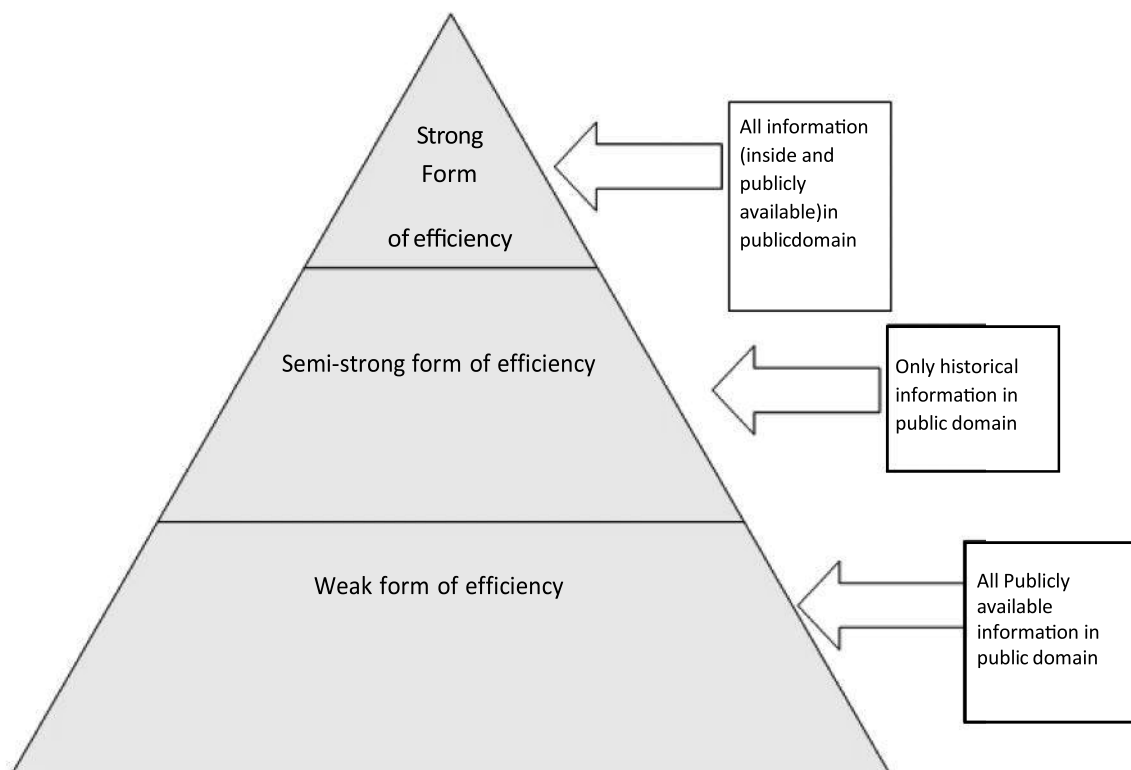 Strong
Form
of efficiency
All information
(inside and
publicly
available)in
publicdomain
Semi-strong form of efficiency
Only historical
information in
public domain
Weak form of efficiency
All Publicly
available
information in
public domain